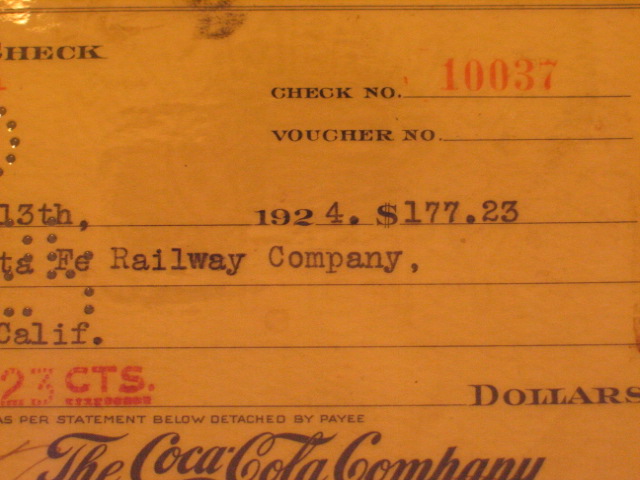 CHECK
CHECK NO. 10037
VOUCHER NO.
13th, 1924. $177.23
ta Fe Railway Company,
Calif.
23 CTS.
DOLLARS
AS PER STATEMENT BELOW DETACHED BY PAYEE
The Coca-Cola Company